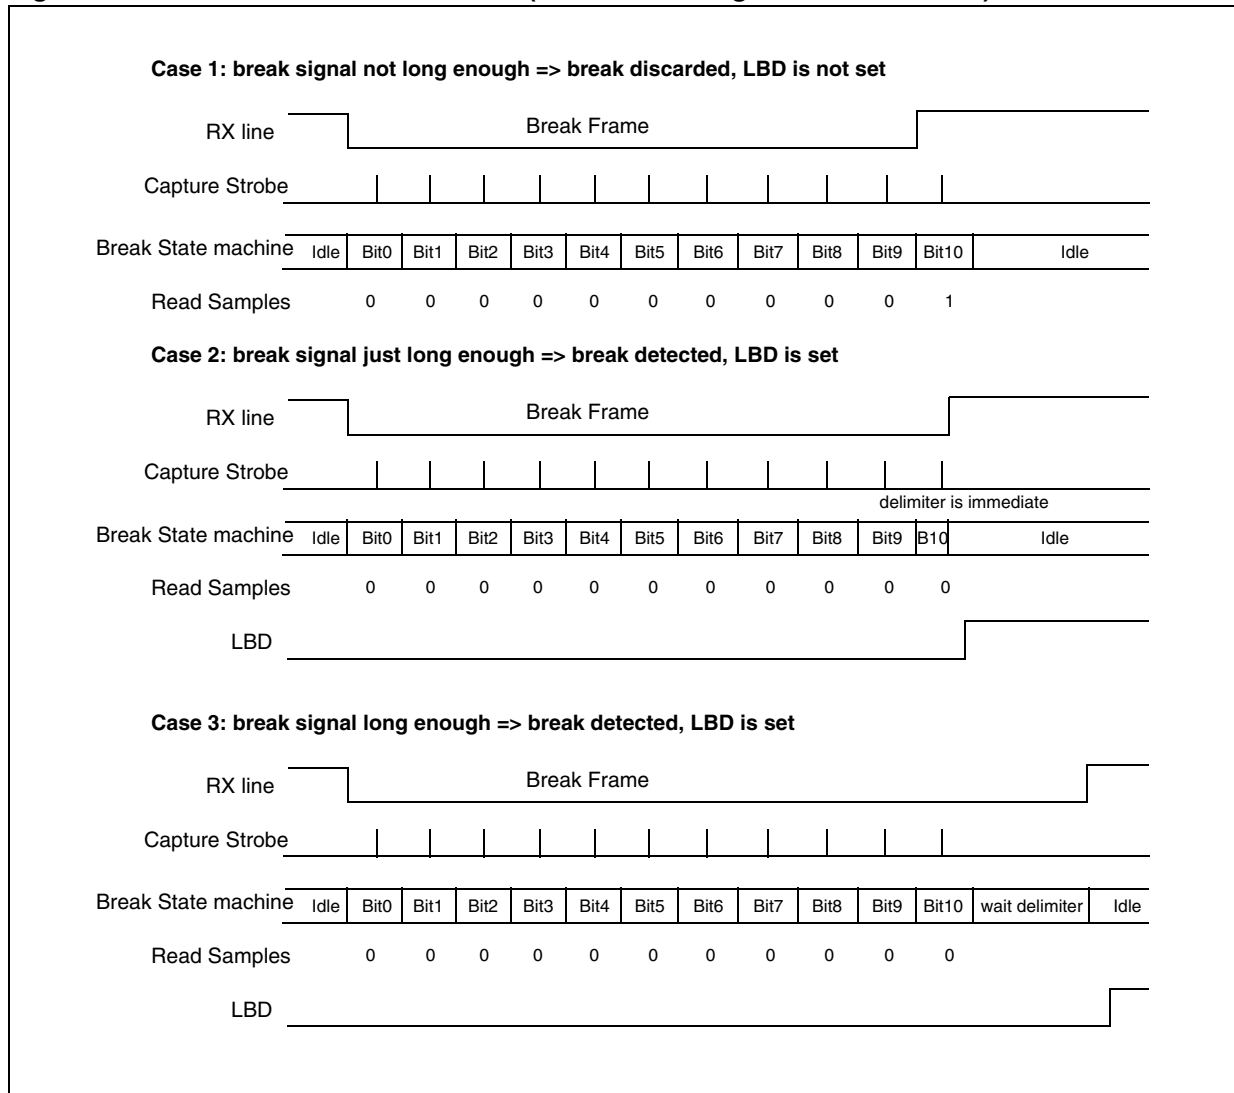 Case 1: break signal not long enough => break discarded, LBD is not set
RX line Break Frame
Capture Strobe
Break State machine Idle Bit0 Bit1 Bit2 Bit3 Bit4 Bit5 Bit6 Bit7 Bit8 Bit9 Bit10 Idle
Read Samples 0 0 0 0 0 0 0 0 0 0 1
Case 2: break signal just long enough => break detected, LBD is set
RX line Break Frame
Capture Strobe
delimiter is immediate
Break State machine Idle Bit0 Bit1 Bit2 Bit3 Bit4 Bit5 Bit6 Bit7 Bit8 Bit9 B10 Idle
Read Samples 0 0 0 0 0 0 0 0 0 0 0
LBD
Case 3: break signal long enough => break detected, LBD is set
RX line Break Frame
Capture Strobe
Break State machine Idle Bit0 Bit1 Bit2 Bit3 Bit4 Bit5 Bit6 Bit7 Bit8 Bit9 Bit10 wait delimiter Idle
Read Samples 0 0 0 0 0 0 0 0 0 0 0
LBD